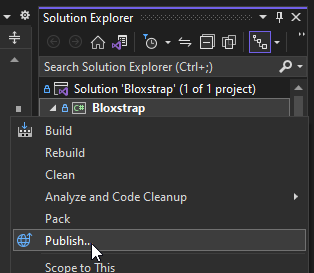 Solution Explorer
Search Solution Explorer (Ctrl+;)
Solution 'Bloxstrap' (1 of 1 project)
C# Bloxstrap
Build
Rebuild
Clean
Analyze and Code Cleanup
Pack
Publish...
Scope to This